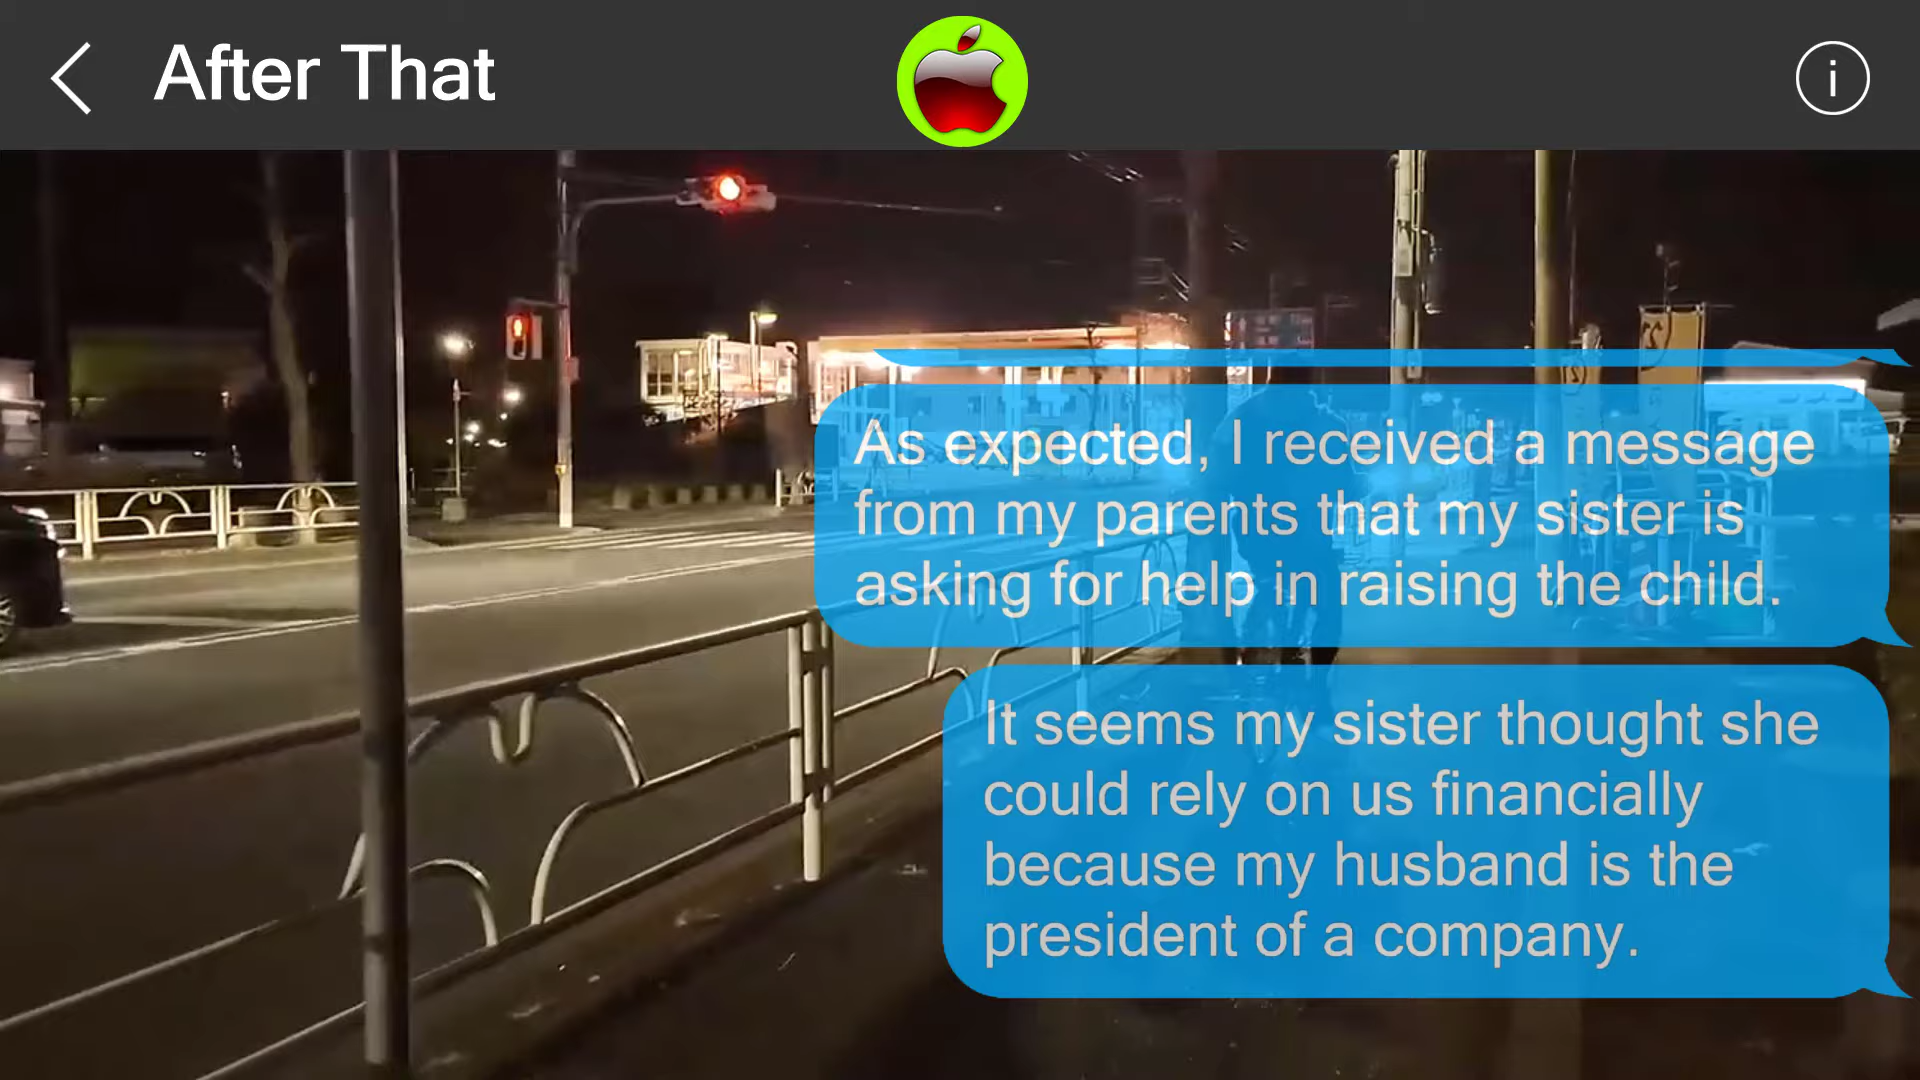 After That
As expected, I received a message
from my parents that my sister is
asking for help in raising the child.
It seems my sister thought she
could rely on us financially
because my husband is the
president of a company.